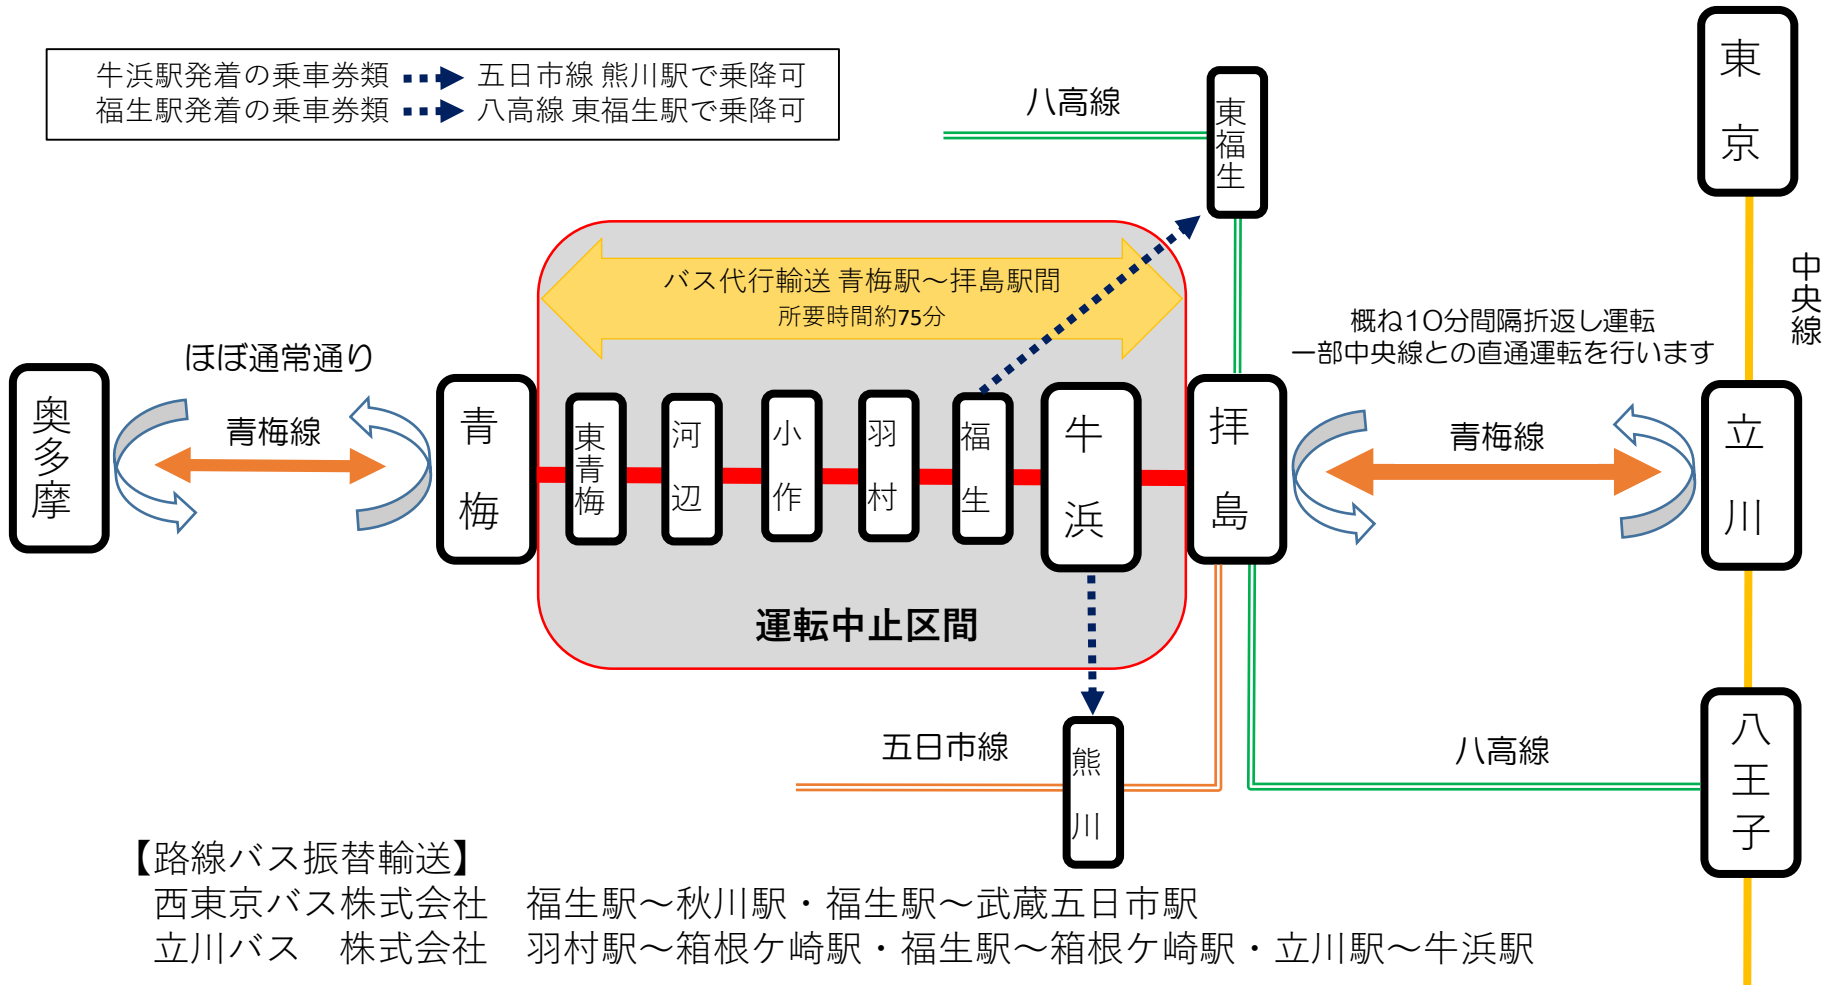 牛浜駅発着の乗車券類 五日市線 熊川駅で乗降可
福生駅発着の乗車券類 八高線 東福生駅で乗降可
八高線
東福生
東京
中央線
バス代行輸送 青梅駅～拝島駅間
所要時間約75分
概ね10分間隔折返し運転
一部中央線との直通運転を行います
ほぼ通常通り
青梅線
奥多摩
青梅
東青梅
河辺
小作
羽村
福生
牛浜
拝島
青梅線
立川
運転中止区間
五日市線
熊川
八高線
八王子
【路線バス振替輸送】
西東京バス株式会社 福生駅～秋川駅・福生駅～武蔵五日市駅
立川バス 株式会社 羽村駅～箱根ケ崎駅・福生駅～箱根ケ崎駅・立川駅～牛浜駅